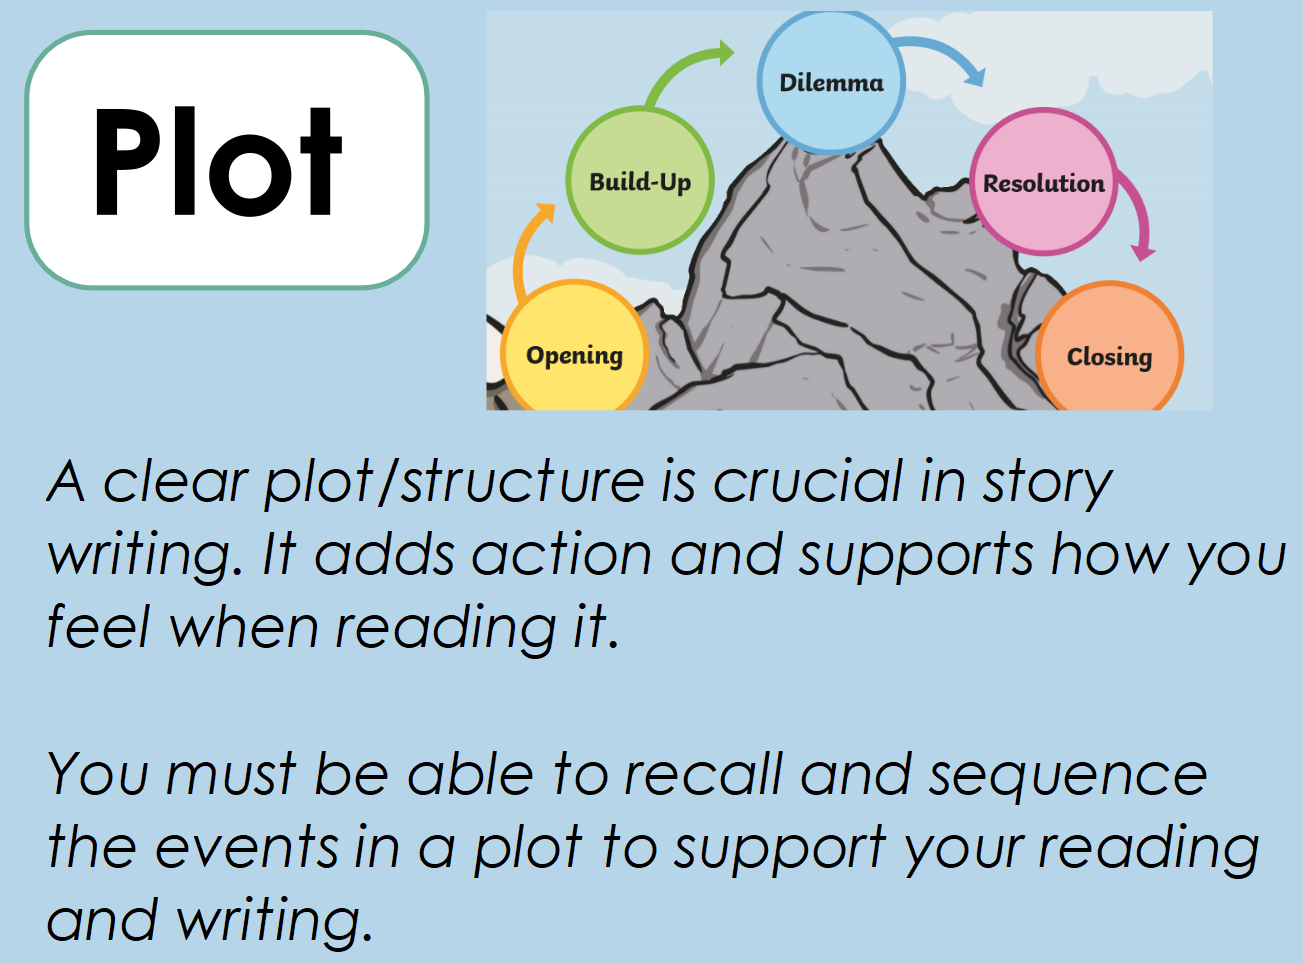 Plot
Dilemma
Build-Up
Resolution
Opening
Closing
A clear plot/structure is crucial in story
writing. It adds action and supports how you
feel when reading it.
You must be able to recall and sequence
the events in a plot to support your reading
and writing.